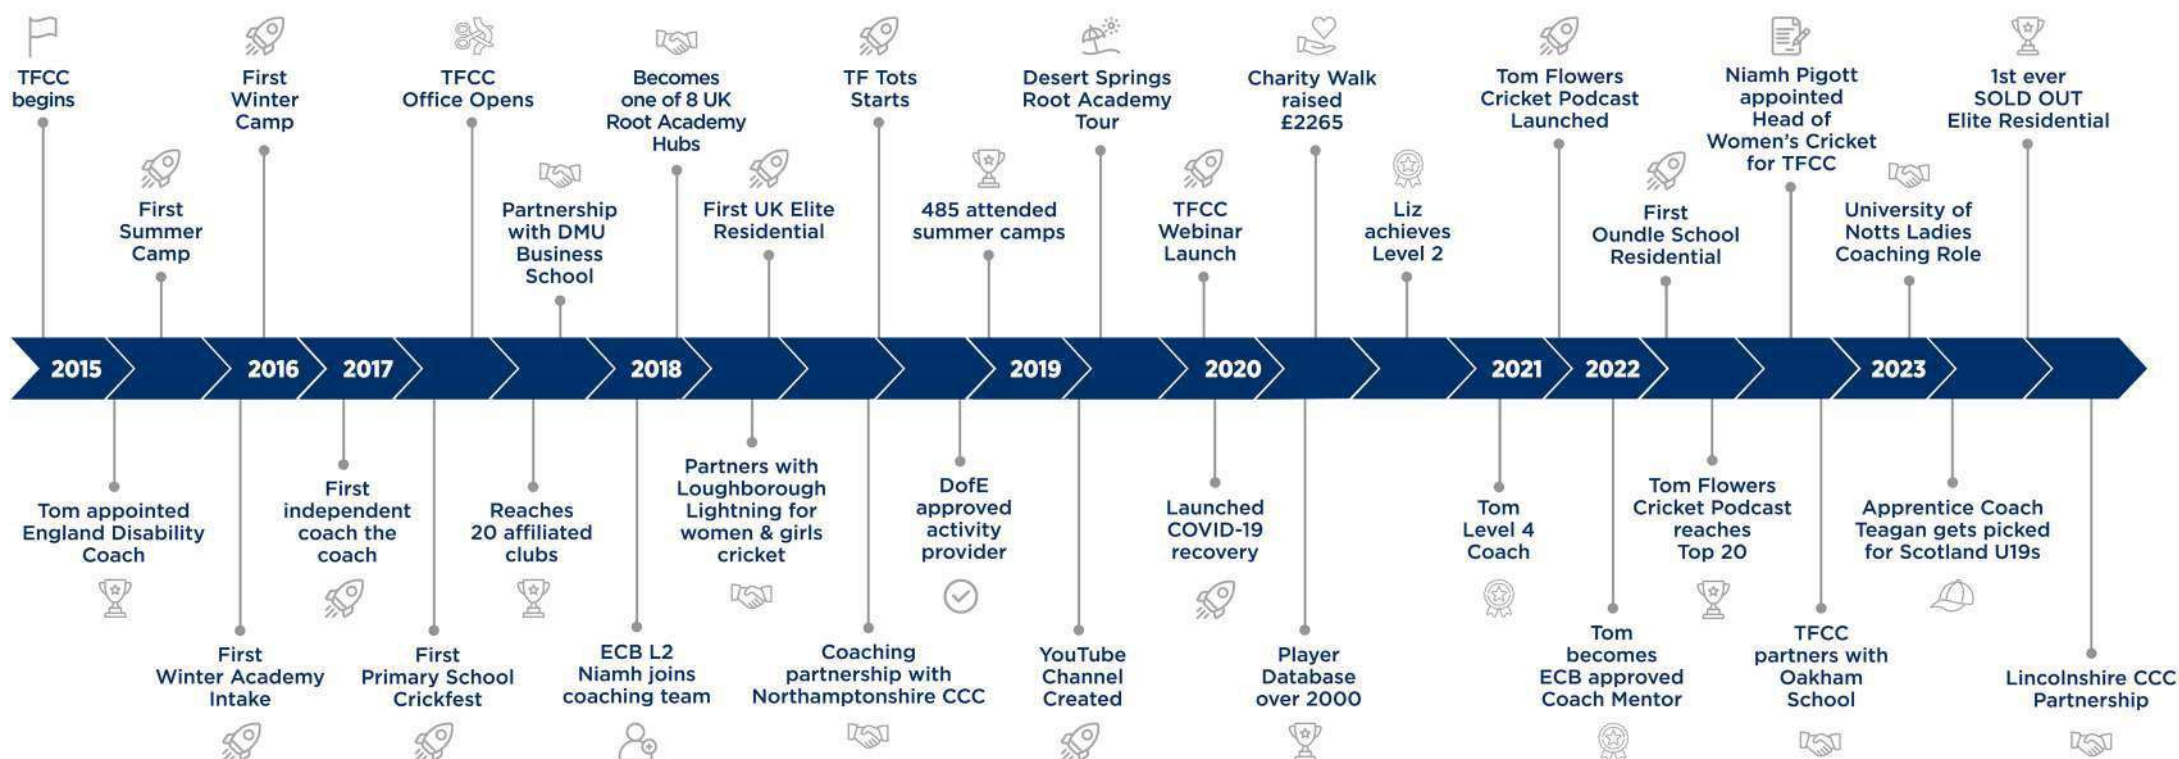 TFCC
begins
First
Summer
Camp
First
Winter
Camp
TFCC
Office Opens
Partnership
with DMU
Business
School
Becomes
one of 8 UK
Root Academy
Hubs
First UK Elite
Residential
TF Tots
Starts
485 attended
summer camps
Desert Springs
Root Academy
Tour
TFCC
Webinar
Launch
Charity Walk
raised
£2265
Liz
achieves
Level 2
Tom Flowers
Cricket Podcast
Launched
First
Oundle School
Residential
Niamh Pigott
appointed
Head of
Women's Cricket
for TFCC
University of
Notts Ladies
Coaching Role
1st ever
SOLD OUT
Elite Residential
2015
2016
2017
2018
2019
2020
2021
2022
2023
Tom appointed
England Disability
Coach
First
Winter Academy
Intake
First
independent
coach the
coach
First
Primary School
Crickfest
Reaches
20 affiliated
clubs
ECB L2
Niamh joins
coaching team
Partners with
Loughborough
Lightning for
women & girls
cricket
Coaching
partnership with
Northamptonshire CCC
DofE
approved
activity
provider
YouTube
Channel
Created
Launched
COVID-19
recovery
Player
Database
over 2000
Tom
Level 4
Coach
Tom
becomes
ECB approved
Coach Mentor
Tom Flowers
Cricket Podcast
reaches
Top 20
TFCC
partners with
Oakham
School
Apprentice Coach
Teagan gets picked
for Scotland U19s
Lincolnshire CCC
Partnership